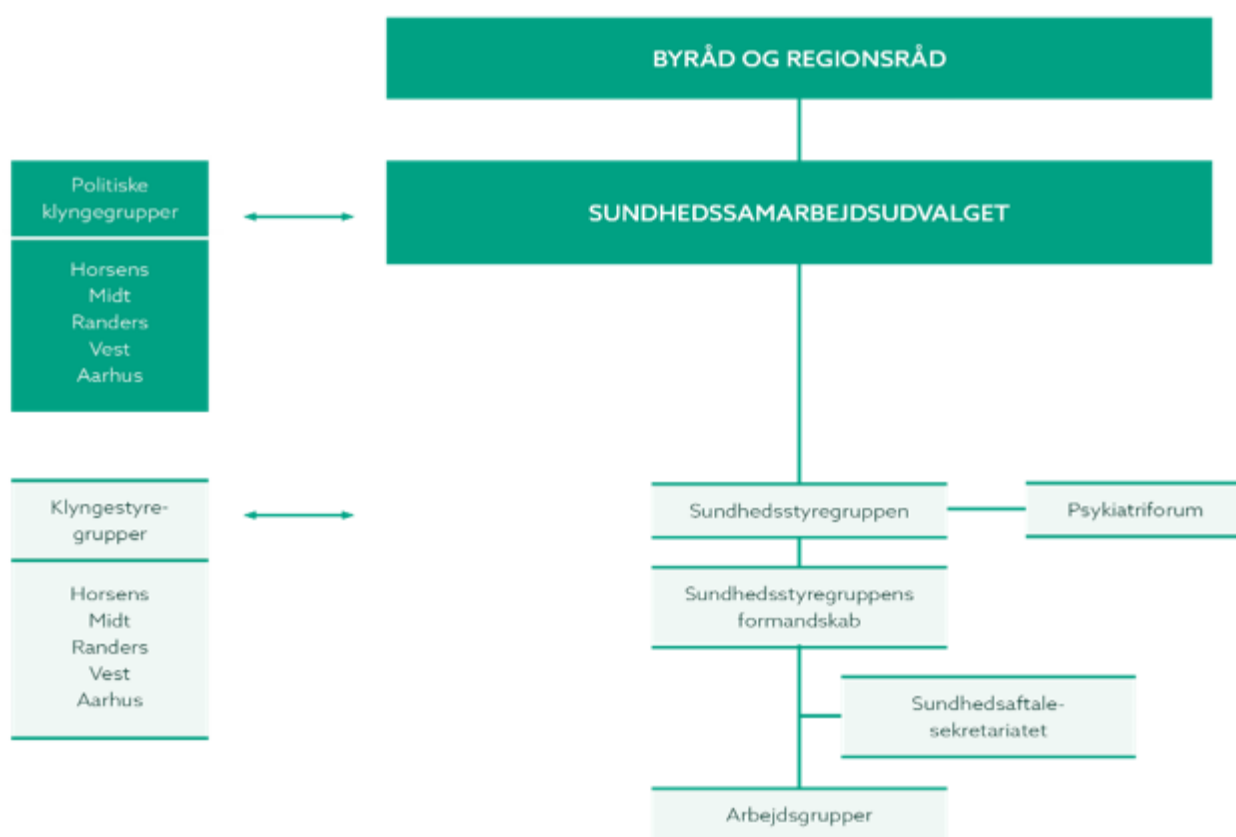 BYRÅD OG REGIONSRÅD
Politiske
klyngegrupper
Horsens
Midt
Randers
Vest
Aarhus
SUNDHEDSSAMARBEJDSUDVALGET
Klyngestyre-
grupper
Horsens
Midt
Randers
Vest
Aarhus
Sundhedsstyregruppen
Psykiatriforum
Sundhedsstyregruppens
formandskab
Sundhedsaftale-
sekretariatet
Arbejdsgrupper